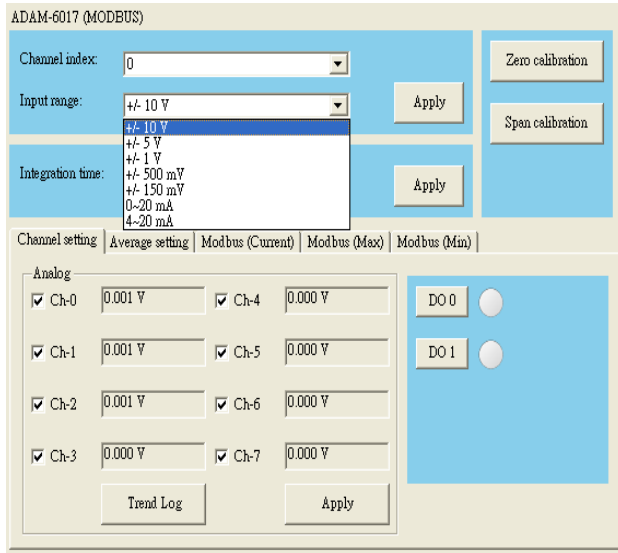 ADAM-6017 (MODBUS)
Channel index:
0
Zero calibration
Input range:
+/- 10 V
Apply
Span calibration
+/- 10 V
+/- 5 V
+/- 1 V
+/- 500 mV
+/- 150 mV
0~20 mA
4~20 mA
Integration time:
Apply
Channel setting Average setting Modbus (Current) Modbus (Max) Modbus (Min)
Analog
Ch-0 0.001 V Ch-4 0.000 V DO 0
Ch-1 0.001 V Ch-5 0.000 V DO 1
Ch-2 0.001 V Ch-6 0.000 V
Ch-3 0.000 V Ch-7 0.000 V
Trend Log Apply